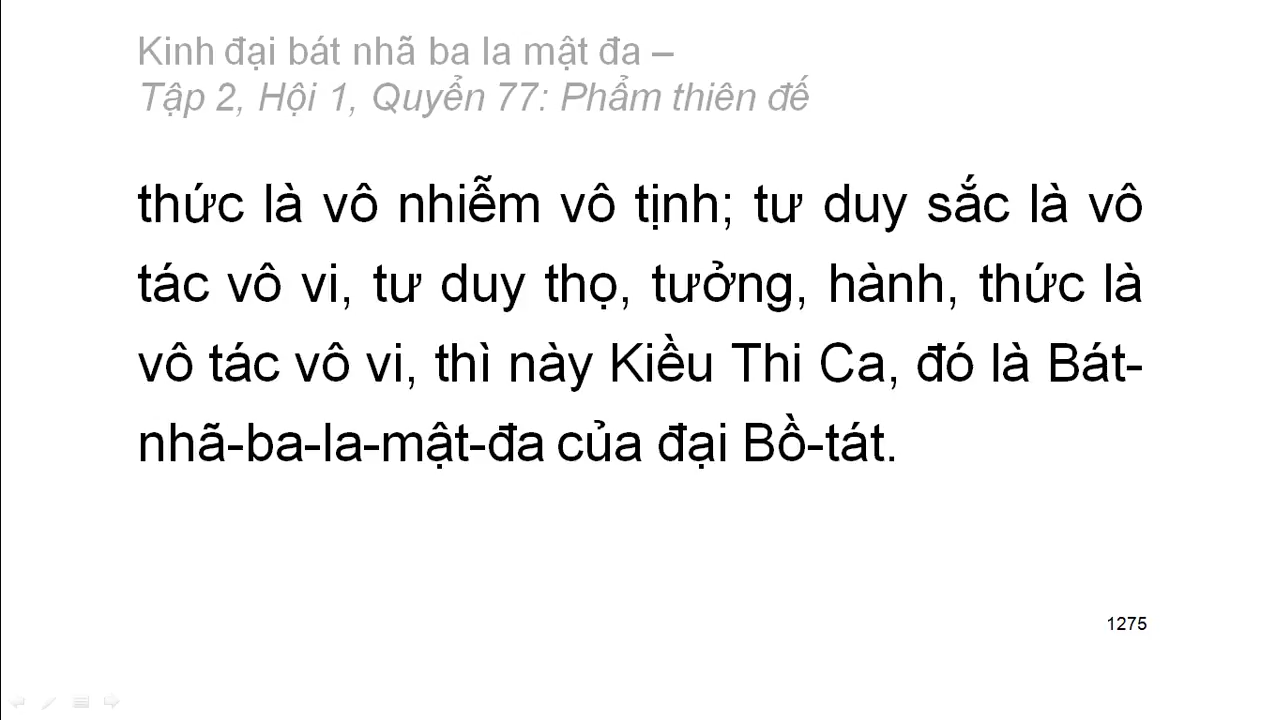 Kinh đại bát nhã ba la mật đa –
Tập 2, Hội 1, Quyển 77: Phẩm thiên đế
thức là vô nhiễm vô tịnh; tư duy sắc là vô
tác vô vi, tư duy thọ, tưởng, hành, thức là
vô tác vô vi, thì này Kiều Thi Ca, đó là Bát-
nhã-ba-la-mật-đa của đại Bồ-tát.
1275